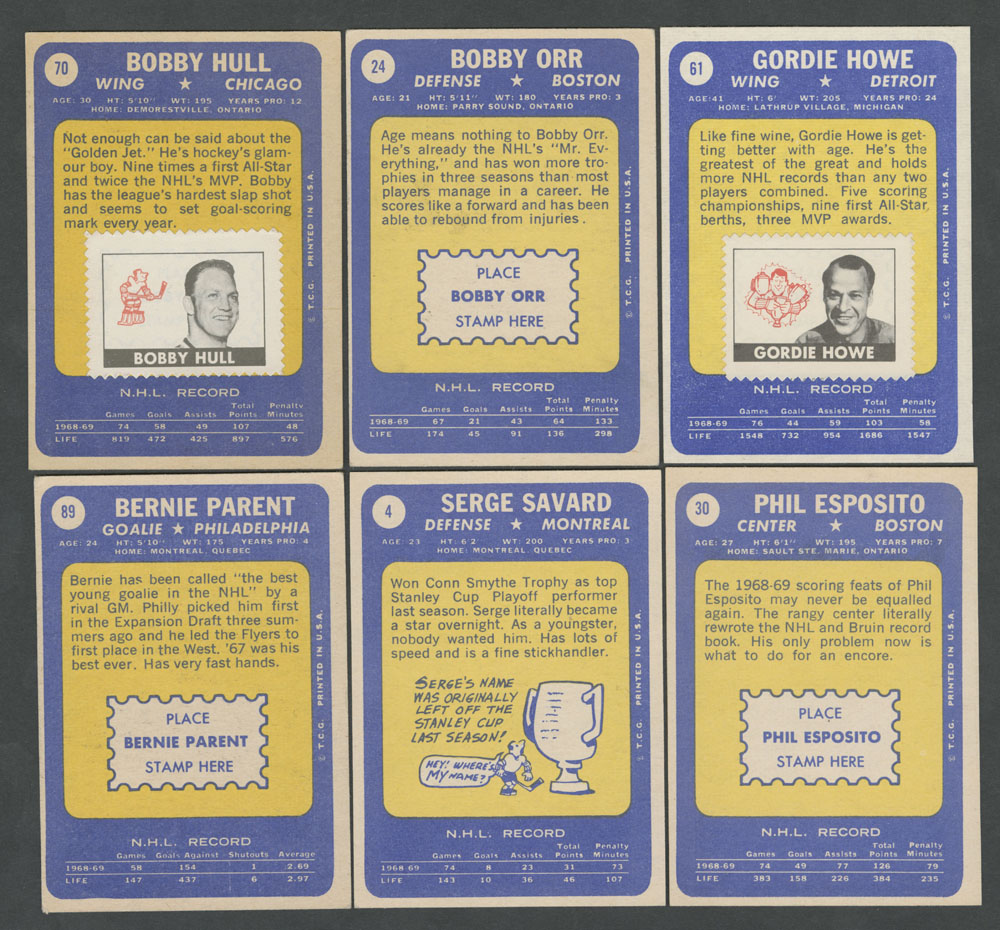 70
BOBBY HULL
WING ★ CHICAGO
AGE: 30 HT: 5'10" WT: 195 YEARS PRO: 12
HOME: DEMORESTVILLE, ONTARIO
Not enough can be said about the
"Golden Jet." He's hockey's glam-
our boy. Nine times a first All-Star
and twice the NHL's MVP. Bobby
has the league's hardest slap shot
and seems to set goal-scoring
mark every year.
BOBBY HULL
© T.C.G. PRINTED IN U.S.A.
N.H.L. RECORD
Games Goals Assists Total Points Penalty Minutes
1968-69 74 58 49 107 48
LIFE 819 472 425 897 576
24
BOBBY ORR
DEFENSE ★ BOSTON
AGE: 21 HT: 5'11" WT: 180 YEARS PRO: 3
HOME: PARRY SOUND, ONTARIO
Age means nothing to Bobby Orr.
He's already the NHL's "Mr. Ev-
erything," and has won more tro-
phies in three seasons than most
players manage in a career. He
scores like a forward and has been
able to rebound from injuries.
PLACE
BOBBY ORR
STAMP HERE
© T.C.G. PRINTED IN U.S.A.
N.H.L. RECORD
Games Goals Assists Total Points Penalty Minutes
1968-69 67 21 43 64 133
LIFE 174 45 91 136 298
61
GORDIE HOWE
WING ★ DETROIT
AGE: 41 HT: 6' WT: 205 YEARS PRO: 24
HOME: LATHRUP VILLAGE, MICHIGAN
Like fine wine, Gordie Howe is get-
ting better with age. He's the
greatest of the great and holds
more NHL records than any two
players combined. Five scoring
championships, nine first All-Star
berths, three MVP awards.
GORDIE HOWE
© T.C.G. PRINTED IN U.S.A.
N.H.L. RECORD
Games Goals Assists Total Points Penalty Minutes
1968-69 76 44 59 103 58
LIFE 1548 732 954 1686 1547
89
BERNIE PARENT
GOALIE ★ PHILADELPHIA
AGE: 24 HT: 5'10" WT: 175 YEARS PRO: 4
HOME: MONTREAL, QUEBEC
Bernie has been called "the best
young goalie in the NHL" by a
rival GM. Philly picked him first
in the Expansion Draft three sum-
mers ago and he led the Flyers to
first place in the West. '67 was his
best ever. Has very fast hands.
PLACE
BERNIE PARENT
STAMP HERE
© T.C.G. PRINTED IN U.S.A.
N.H.L. RECORD
Games Goals Against Shutouts Average
1968-69 58 154 1 2.69
LIFE 147 437 6 2.97
4
SERGE SAVARD
DEFENSE ★ MONTREAL
AGE: 23 HT: 6'2" WT: 200 YEARS PRO: 3
HOME: MONTREAL, QUEBEC
Won Conn Smythe Trophy as top
Stanley Cup Playoff performer
last season. Serge literally became
a star overnight. As a youngster,
nobody wanted him. Has lots of
speed and is a fine stickhandler.
SERGE'S NAME
WAS ORIGINALLY
LEFT OFF THE
STANLEY CUP
LAST SEASON!
HEY! WHERE'S
MY NAME?
© T.C.G. PRINTED IN U.S.A.
N.H.L. RECORD
Games Goals Assists Total Points Penalty Minutes
1968-69 74 8 23 31 73
LIFE 143 10 36 46 107
30
PHIL ESPOSITO
CENTER ★ BOSTON
AGE: 27 HT: 6'1" WT: 195 YEARS PRO: 7
HOME: SAULT STE. MARIE, ONTARIO
The 1968-69 scoring feats of Phil
Esposito may never be equalled
again. The rangy center literally
rewrote the NHL and Bruin record
book. His only problem now is
what to do for an encore.
PLACE
PHIL ESPOSITO
STAMP HERE
© T.C.G. PRINTED IN U.S.A.
N.H.L. RECORD
Games Goals Assists Total Points Penalty Minutes
1968-69 74 49 77 126 79
LIFE 383 158 226 384 235